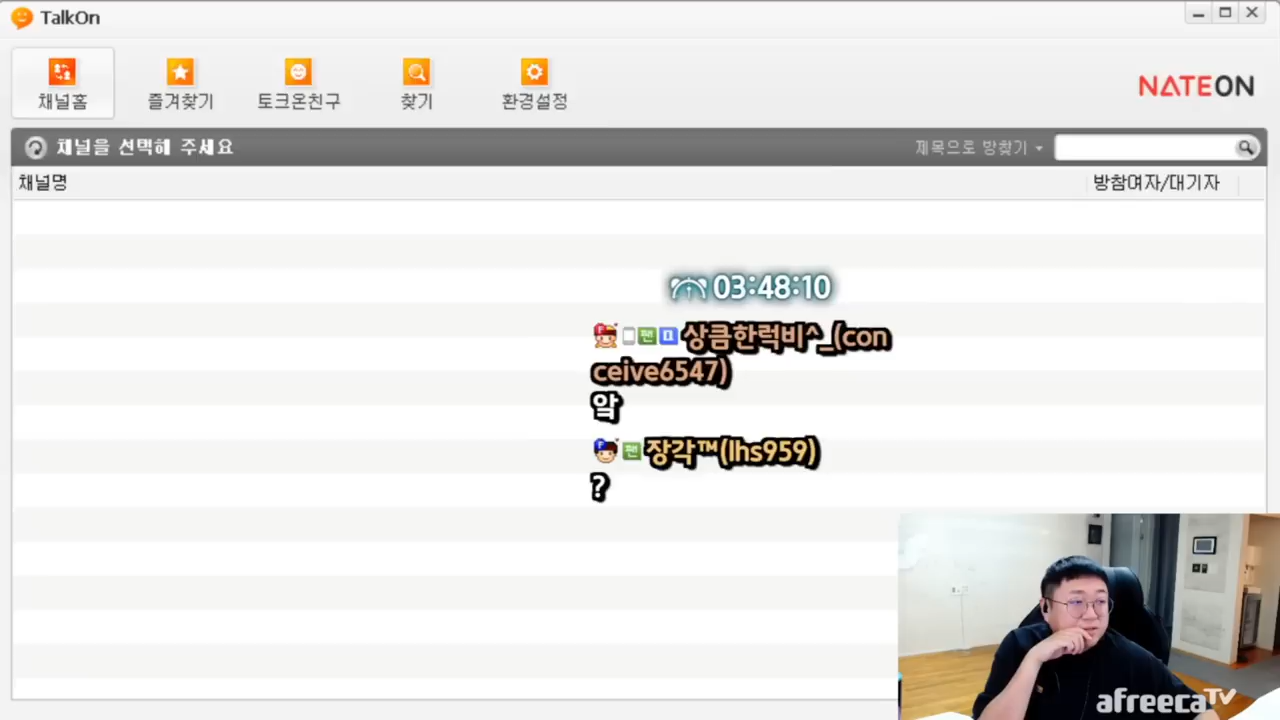 TalkOn
채널홈
즐겨찾기
토크온친구
찾기
환경설정
NATEON
채널을 선택해 주세요
제목으로 방찾기
채널명
방참여자/대기자
03:48:10
팬 상큼한럭비^_(con
ceive6547)
앜
팬 장각™(lhs959)
?
afreecaTV